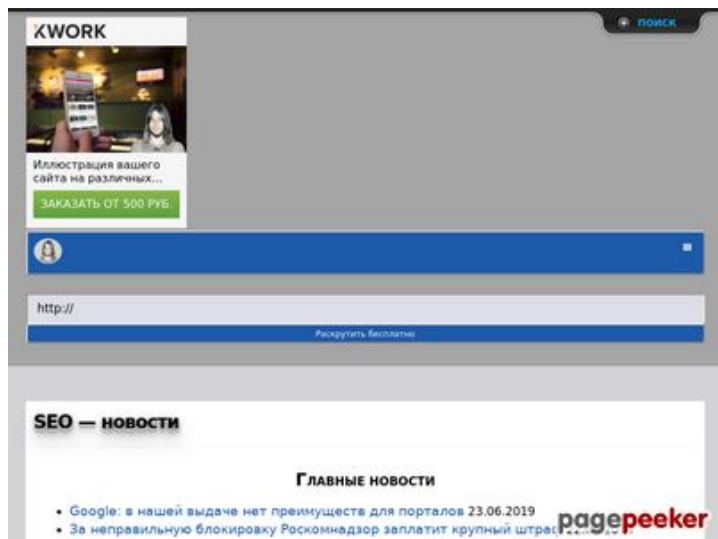 KWORK
ПОИСК
Иллюстрация вашего
сайта на различных...
ЗАКАЗАТЬ ОТ 500 РУБ.
http://
Раскрутить бесплатно
SEO — новости
Главные новости
Google: в нашей выдаче нет преимуществ для порталов 23.06.2019
За неправильную блокировку Роскомнадзор заплатит крупный штраф
pagepeeker